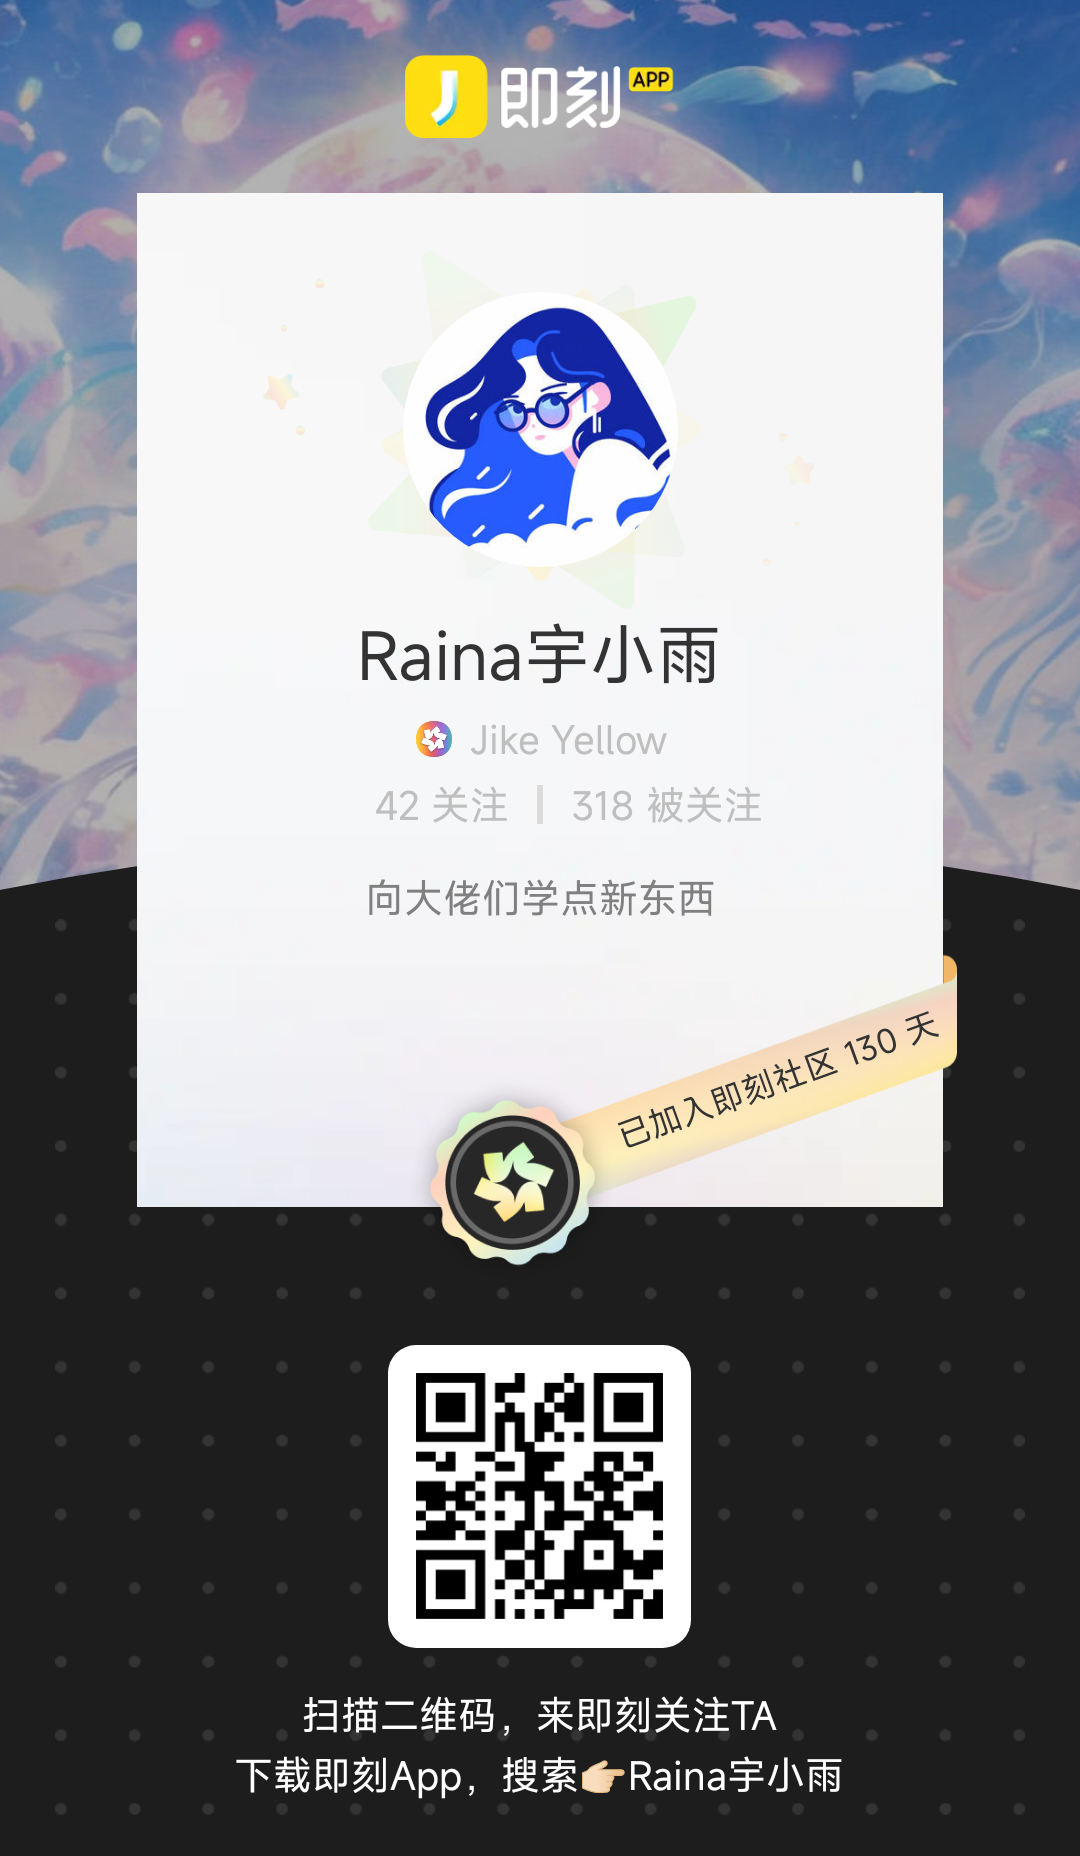 即刻 APP
Raina宇小雨
Jike Yellow
42 关注 | 318 被关注
向大佬们学点新东西
已加入即刻社区 130 天
扫描二维码，来即刻关注TA
下载即刻App，搜索👉🏻Raina宇小雨